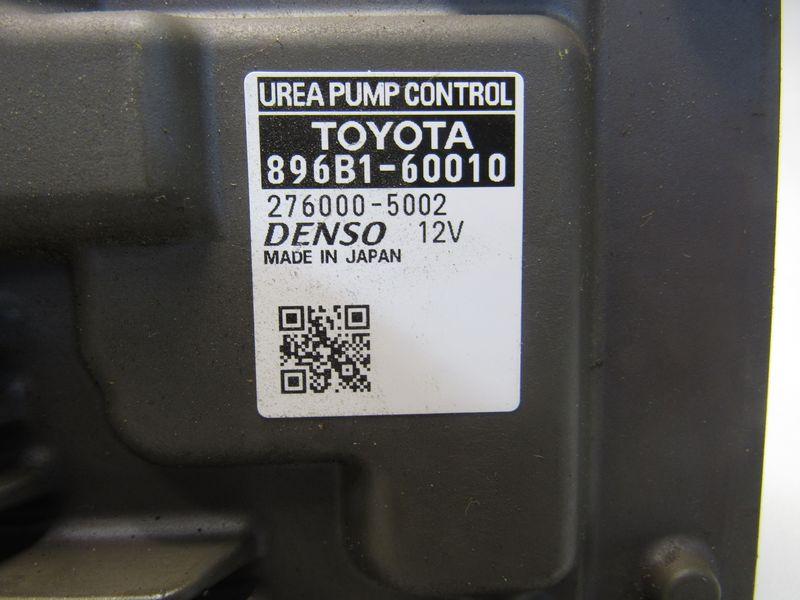 UREA PUMP CONTROL
TOYOTA
896B1-60010
276000-5002
DENSO 12V
MADE IN JAPAN